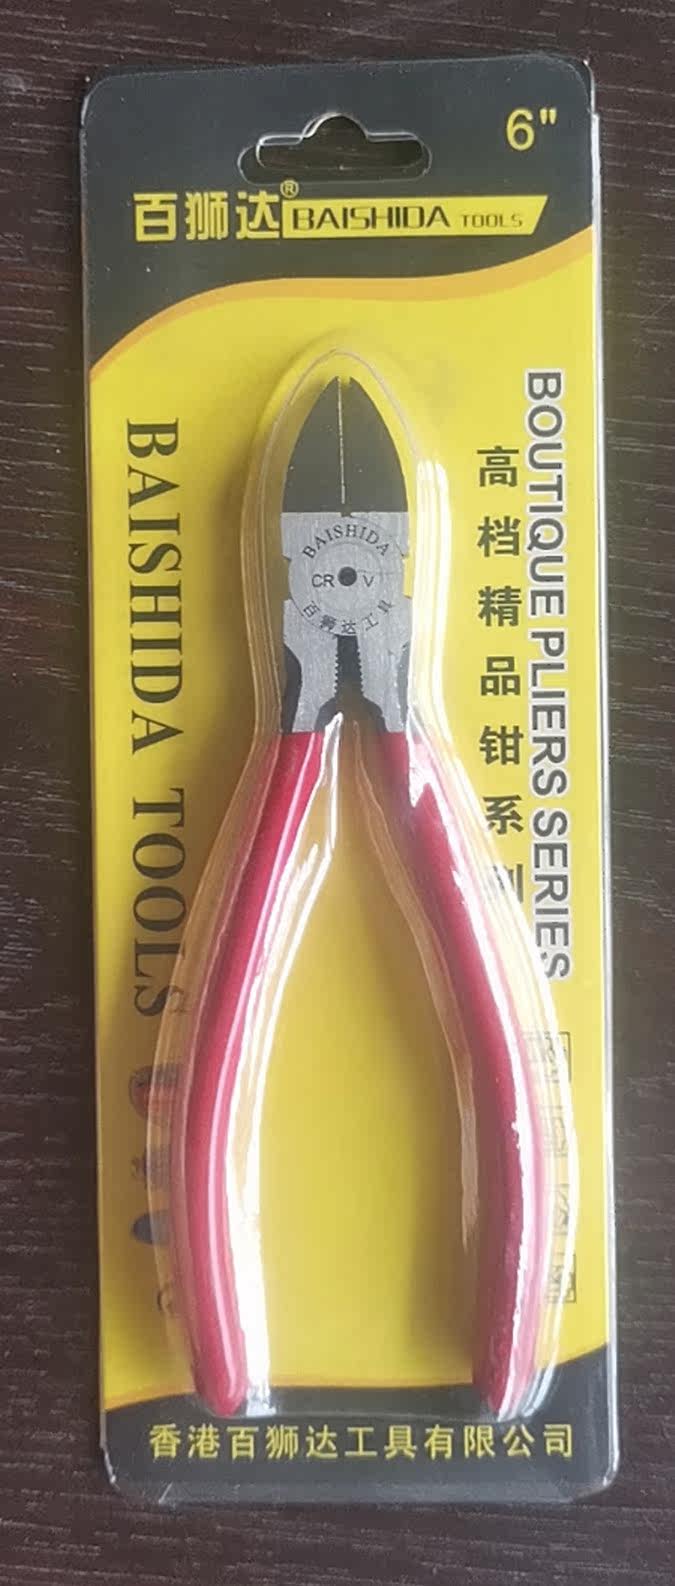 6"
百狮达®
BAISHIDA TOOLS
BAISHIDA TOOLS
BOUTIQUE PLIERS SERIES
高档精品钳系列
BAISHIDA
CR V
百狮达工具
香港百狮达工具有限公司